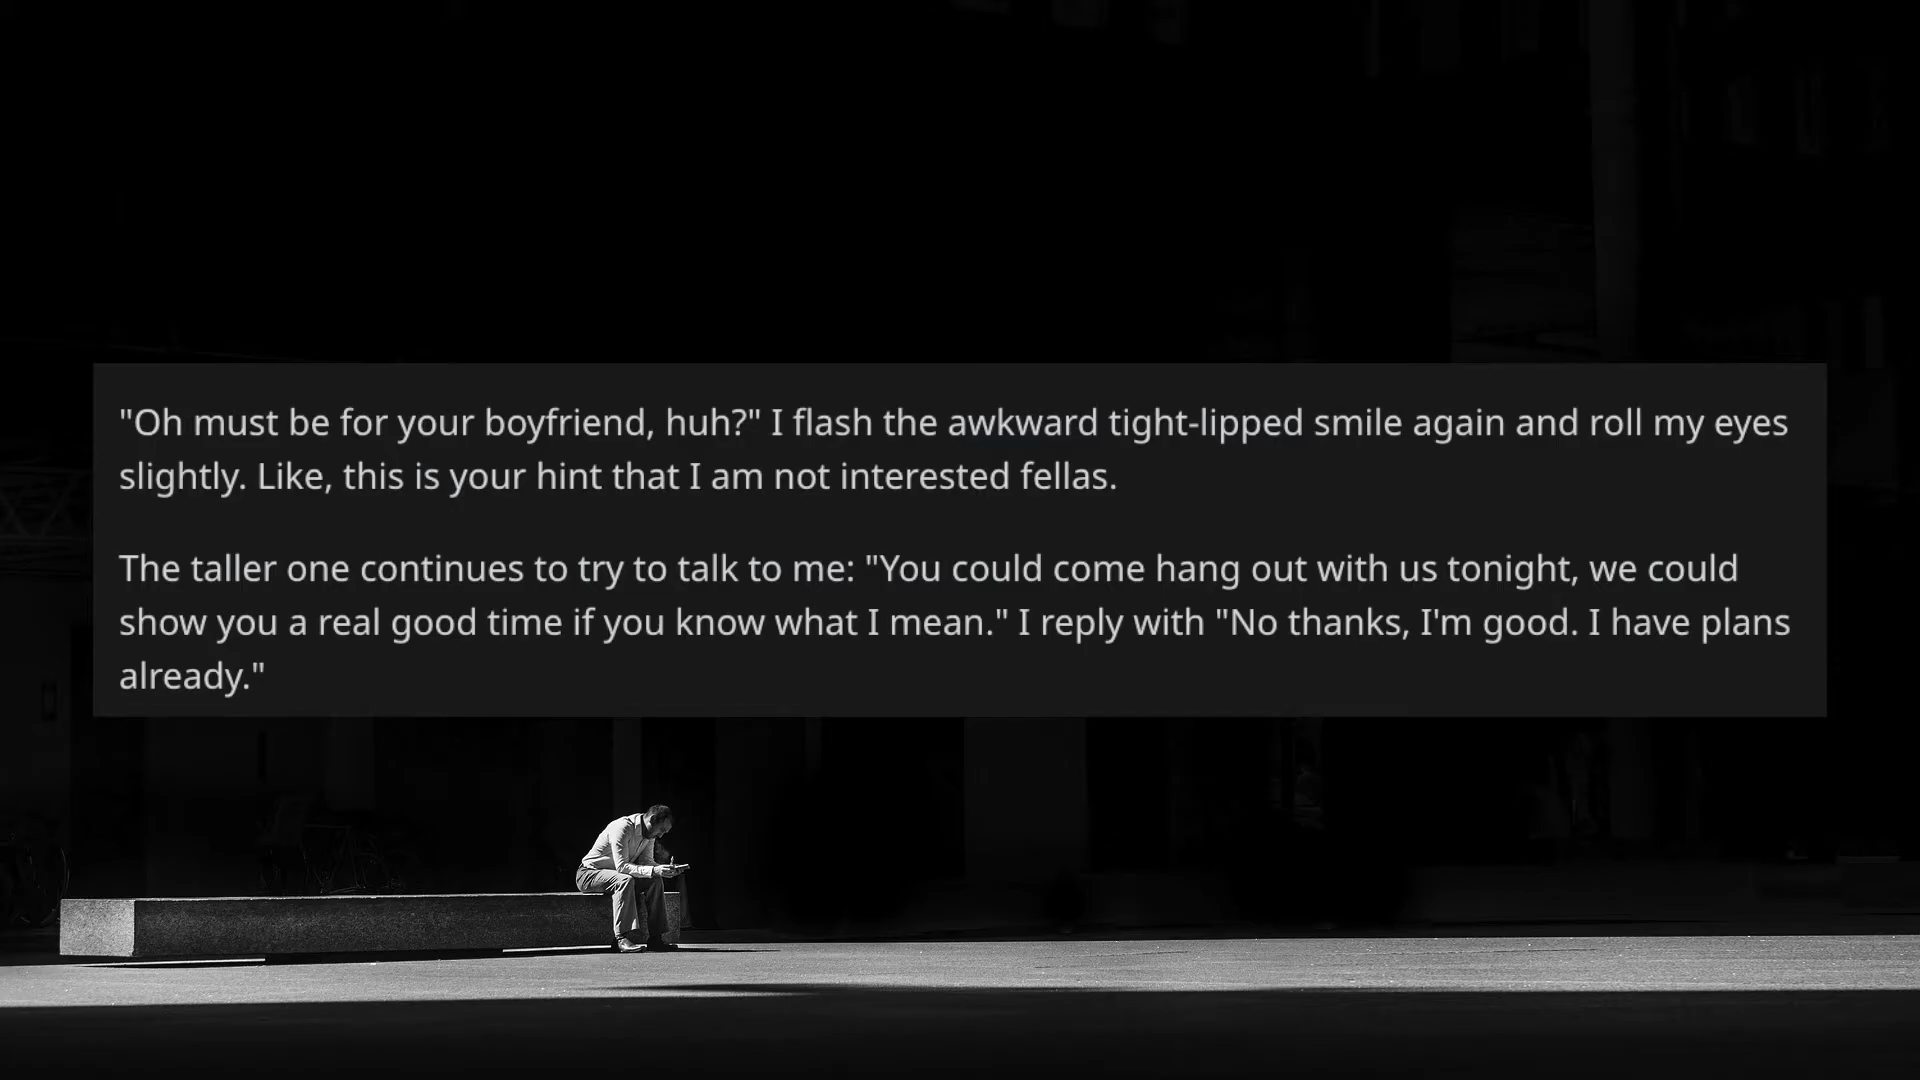 "Oh must be for your boyfriend, huh?" I flash the awkward tight-lipped smile again and roll my eyes
slightly. Like, this is your hint that I am not interested fellas.
The taller one continues to try to talk to me: "You could come hang out with us tonight, we could
show you a real good time if you know what I mean." I reply with "No thanks, I'm good. I have plans
already."